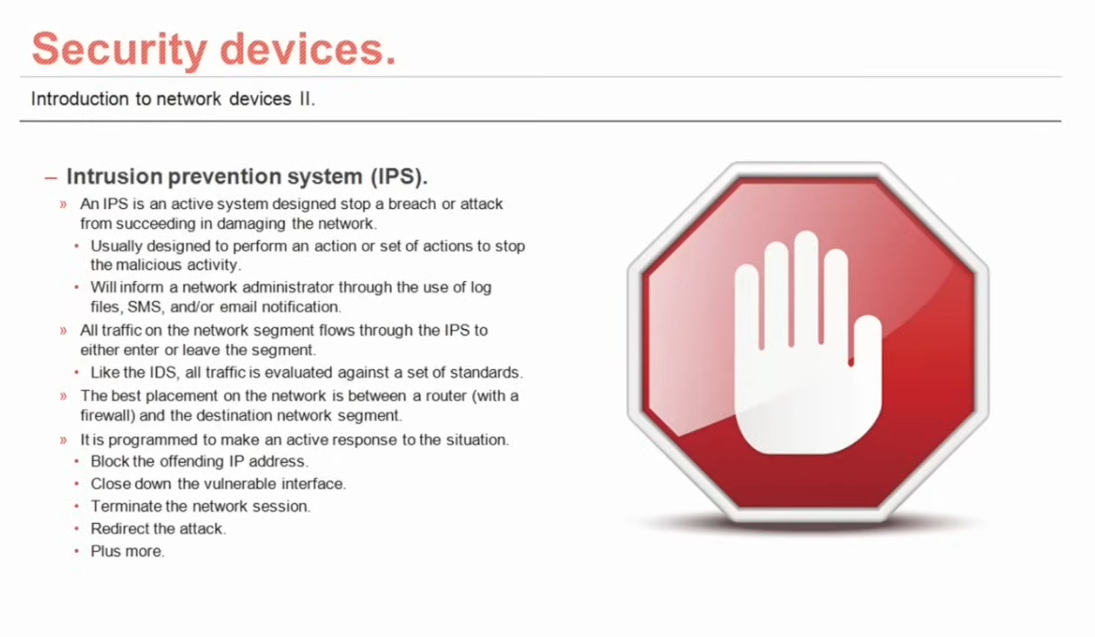 Security devices.
Introduction to network devices II.
– Intrusion prevention system (IPS).
» An IPS is an active system designed stop a breach or attack
from succeeding in damaging the network.
• Usually designed to perform an action or set of actions to stop
the malicious activity.
• Will inform a network administrator through the use of log
files, SMS, and/or email notification.
» All traffic on the network segment flows through the IPS to
either enter or leave the segment.
• Like the IDS, all traffic is evaluated against a set of standards.
» The best placement on the network is between a router (with a
firewall) and the destination network segment.
» It is programmed to make an active response to the situation.
• Block the offending IP address.
• Close down the vulnerable interface.
• Terminate the network session.
• Redirect the attack.
• Plus more.